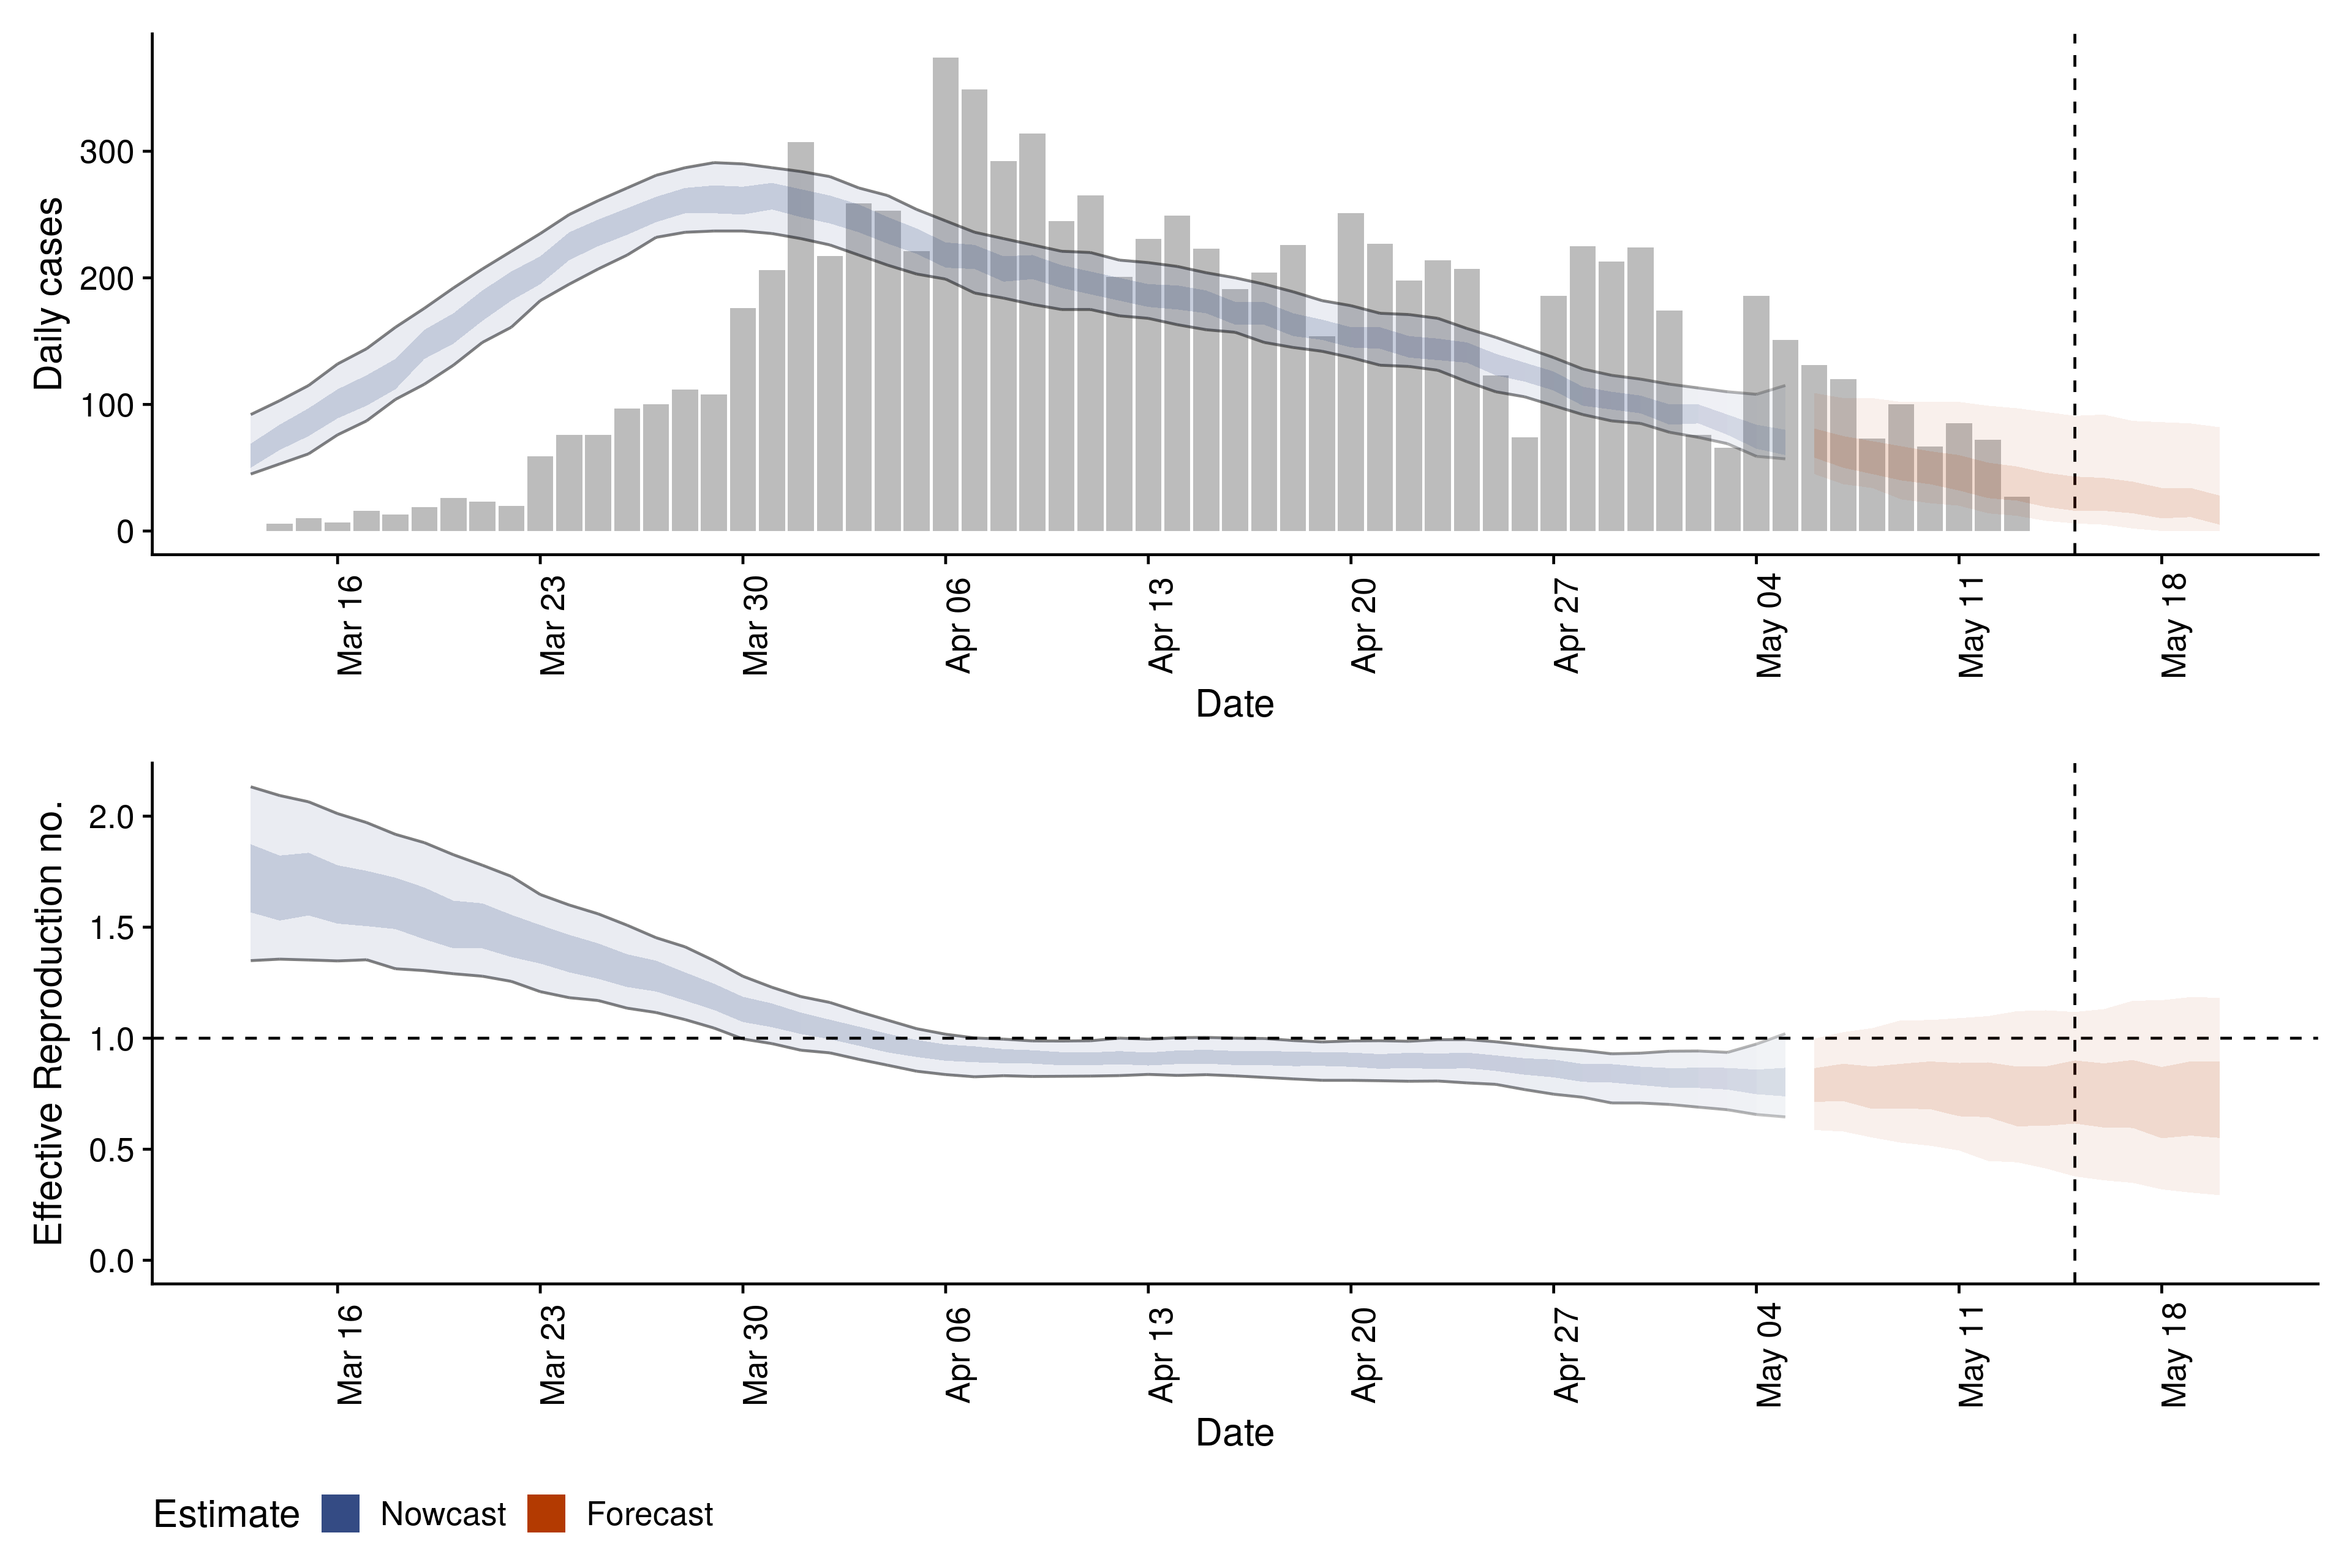 Daily cases
300
200
100
0
Mar 16
Mar 23
Mar 30
Apr 06
Apr 13
Apr 20
Apr 27
May 04
May 11
May 18
Date
Effective Reproduction no.
2.0
1.5
1.0
0.5
0.0
Mar 16
Mar 23
Mar 30
Apr 06
Apr 13
Apr 20
Apr 27
May 04
May 11
May 18
Date
Estimate Nowcast Forecast